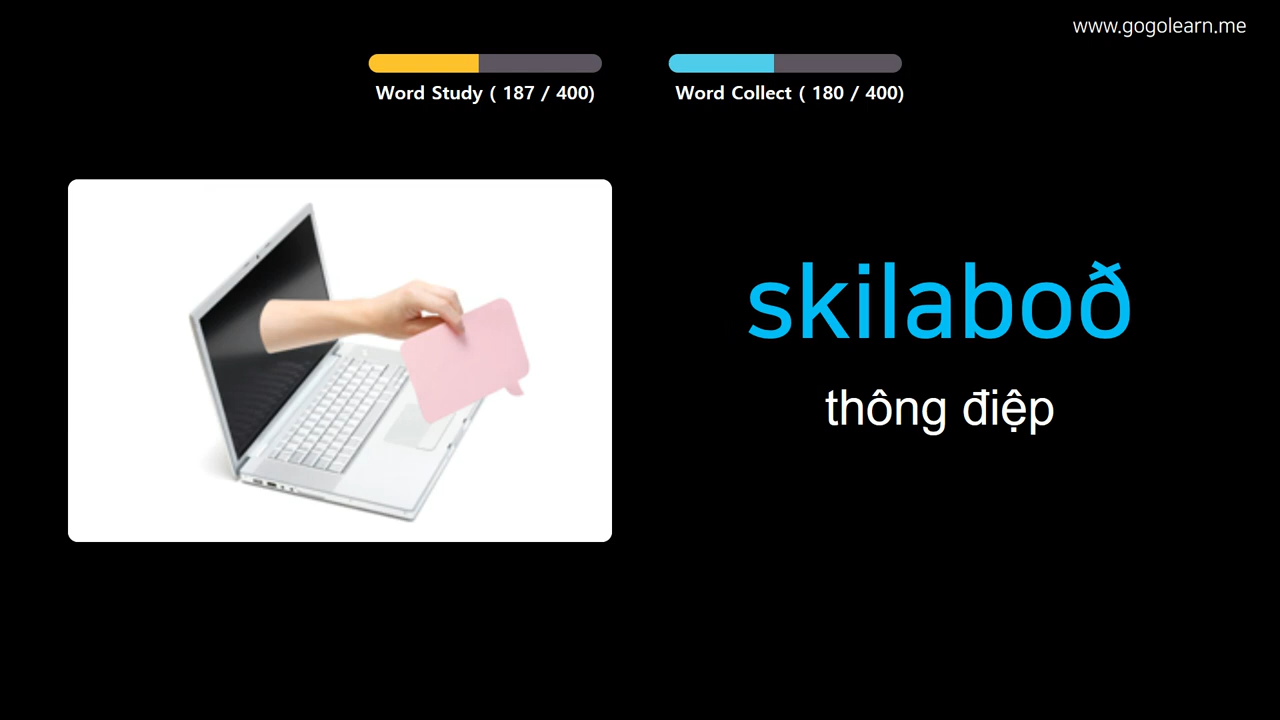 www.gogolearn.me
Word Study ( 187 / 400)
Word Collect ( 180 / 400)
skilaboð
thông điệp